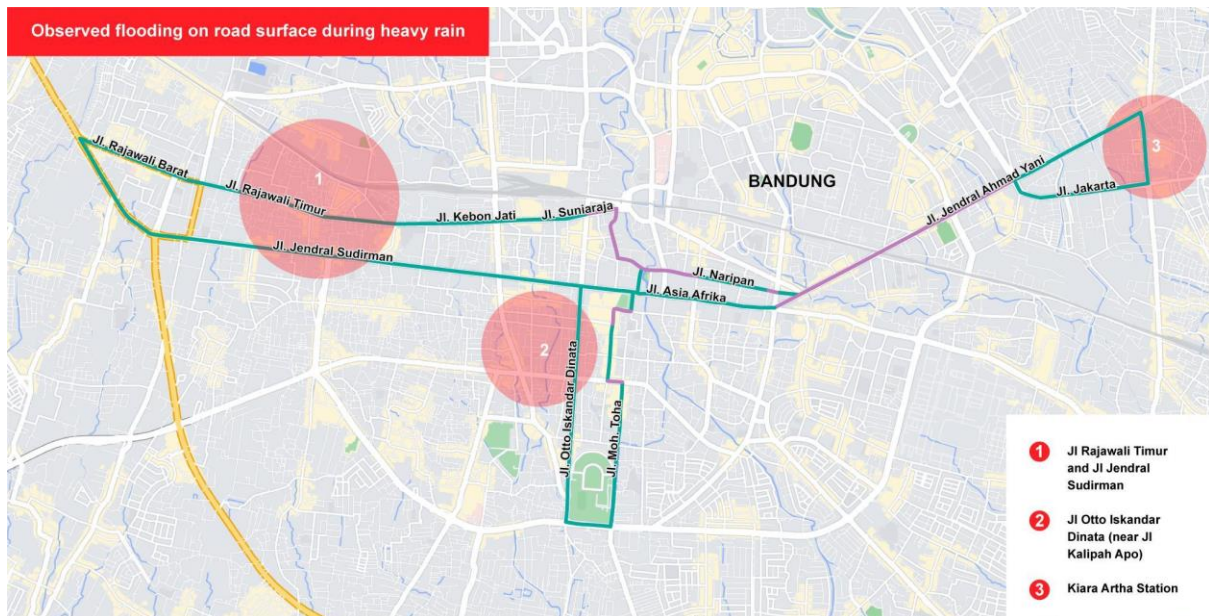 Observed flooding on road surface during heavy rain
Jl. Rajawali Barat
Jl. Rajawali Timur
1
Jl. Kebon Jati
Jl. Suniaraja
Jl. Jendral Sudirman
BANDUNG
Jl. Naripan
Jl. Asia Afrika
Jl. Jendral Ahmad Yani
Jl. Jakarta
3
2
Jl. Otto Iskandar Dinata
Jl. Moh. Toha
1
Jl Rajawali Timur
and Jl Jendral
Sudirman
2
Jl Otto Iskandar
Dinata (near Jl
Kalipah Apo)
3
Kiara Artha Station